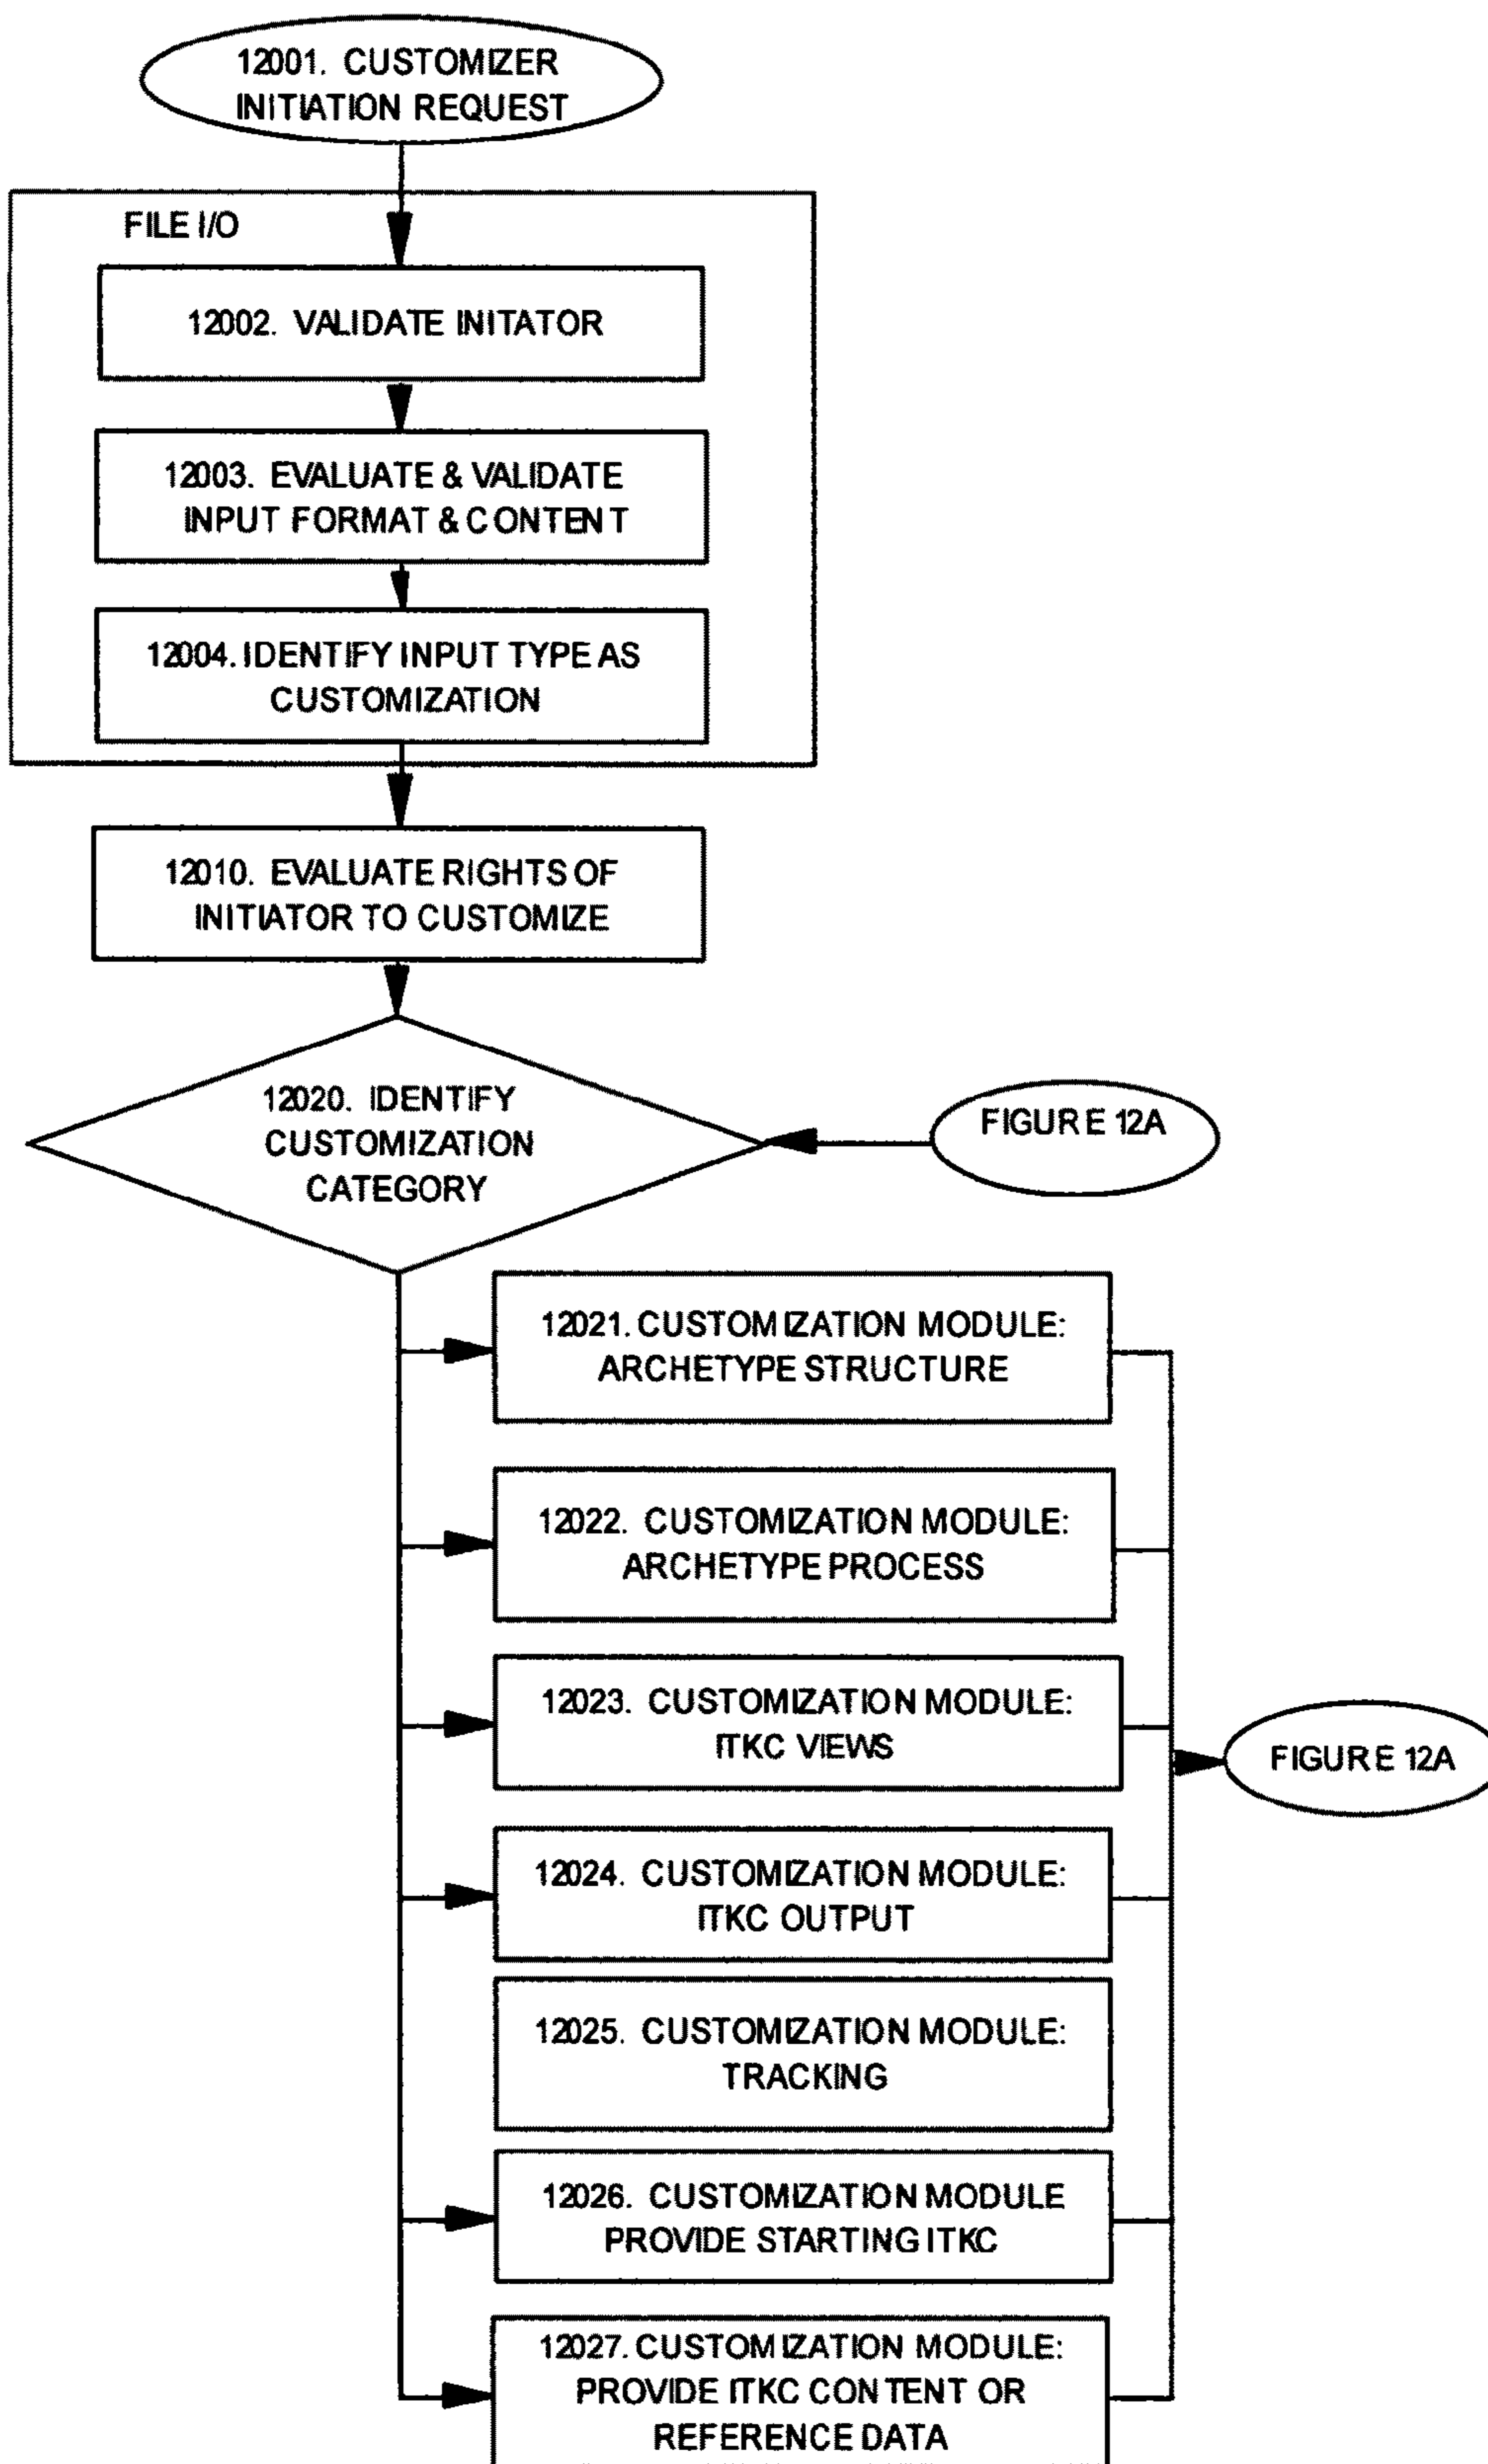 12001. CUSTOMIZER
INITIATION REQUEST
FILE I/O
12002. VALIDATE INITATOR
12003. EVALUATE & VALIDATE
INPUT FORMAT & CONTENT
12004. IDENTIFY INPUT TYPE AS
CUSTOMIZATION
12010. EVALUATE RIGHTS OF
INITIATOR TO CUSTOMIZE
12020. IDENTIFY
CUSTOMIZATION
CATEGORY
FIGURE 12A
12021. CUSTOMIZATION MODULE:
ARCHETYPE STRUCTURE
12022. CUSTOMIZATION MODULE:
ARCHETYPE PROCESS
12023. CUSTOMIZATION MODULE:
ITKC VIEWS
FIGURE 12A
12024. CUSTOMIZATION MODULE:
ITKC OUTPUT
12025. CUSTOMIZATION MODULE:
TRACKING
12026. CUSTOMIZATION MODULE
PROVIDE STARTING ITKC
12027. CUSTOMIZATION MODULE:
PROVIDE ITKC CONTENT OR
REFERENCE DATA